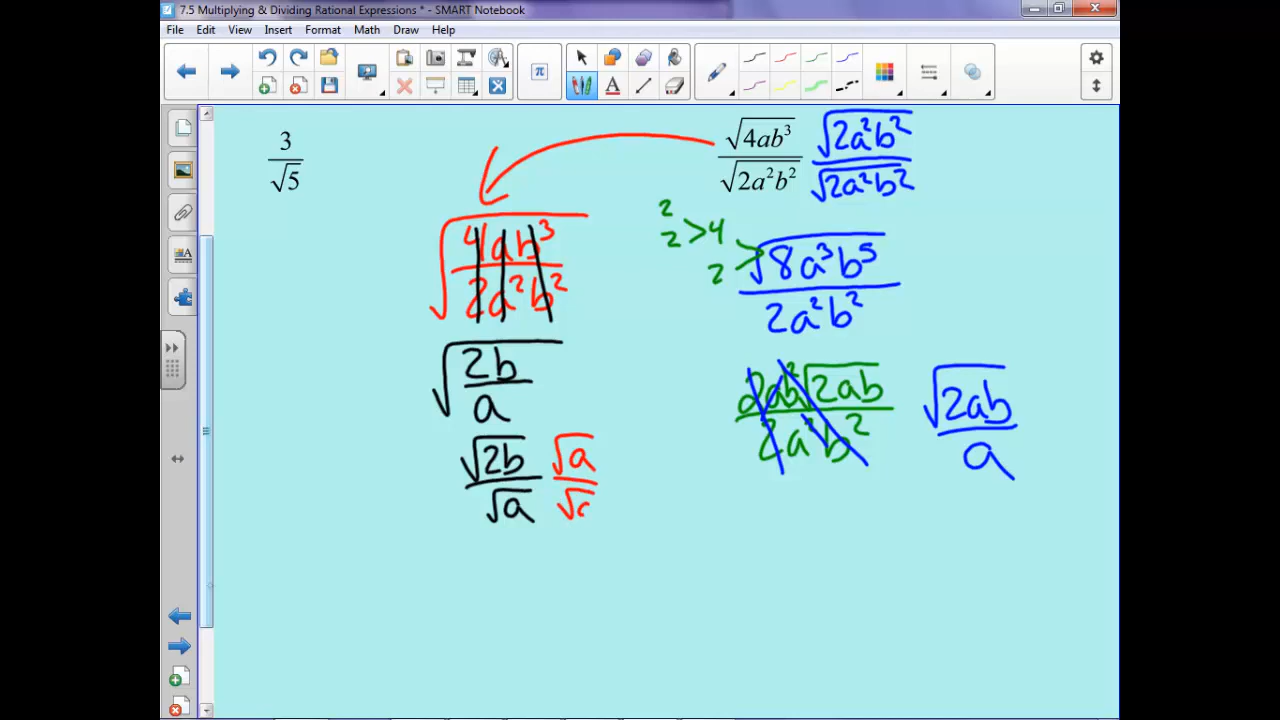 7.5 Multiplying & Dividing Rational Expressions * - SMART Notebook
File Edit View Insert Format Math Draw Help
3/√5
√(4ab³)/√(2a²b²) √(2a²b²)/√(2a²b²)
√(4ab³/2a²b²)
2
2 >4
2 > √(8a³b⁵)/2a²b²
√(2b/a)
2ab²√(2ab)/2a²b² √(2ab)/a
√(2b)/√a √a/√